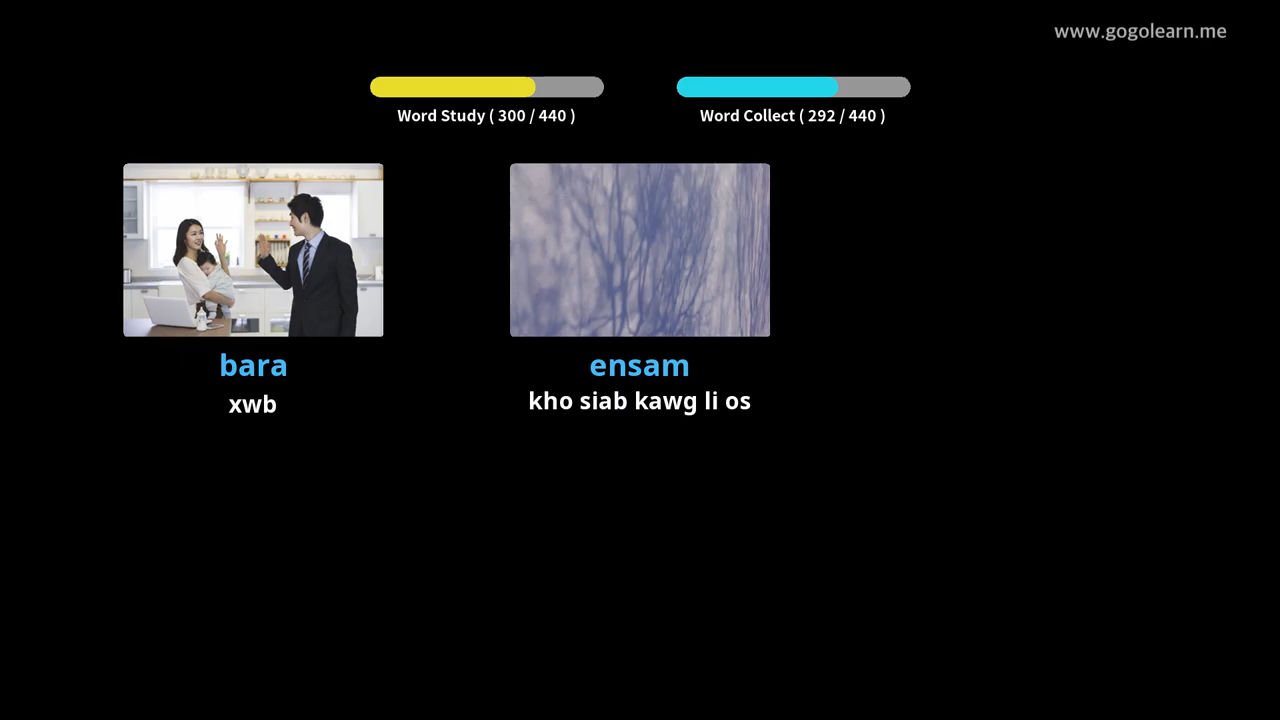 www.gogolearn.me
Word Study ( 300 / 440 )
Word Collect ( 292 / 440 )
bara
xwb
ensam
kho siab kawg li os